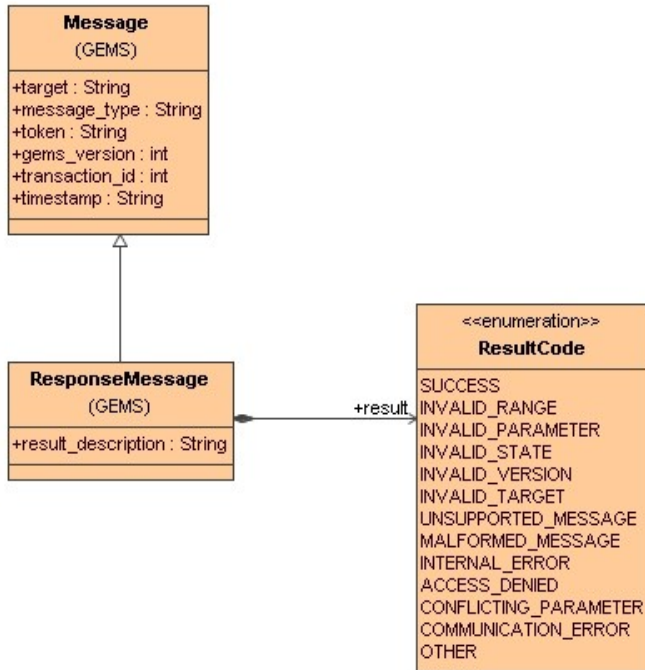 Message
(GEMS)
+target : String
+message_type : String
+token : String
+gems_version : int
+transaction_id : int
+timestamp : String
ResponseMessage
(GEMS)
+result_description : String
+result
<<enumeration>>
ResultCode
SUCCESS
INVALID_RANGE
INVALID_PARAMETER
INVALID_STATE
INVALID_VERSION
INVALID_TARGET
UNSUPPORTED_MESSAGE
MALFORMED_MESSAGE
INTERNAL_ERROR
ACCESS_DENIED
CONFLICTING_PARAMETER
COMMUNICATION_ERROR
OTHER